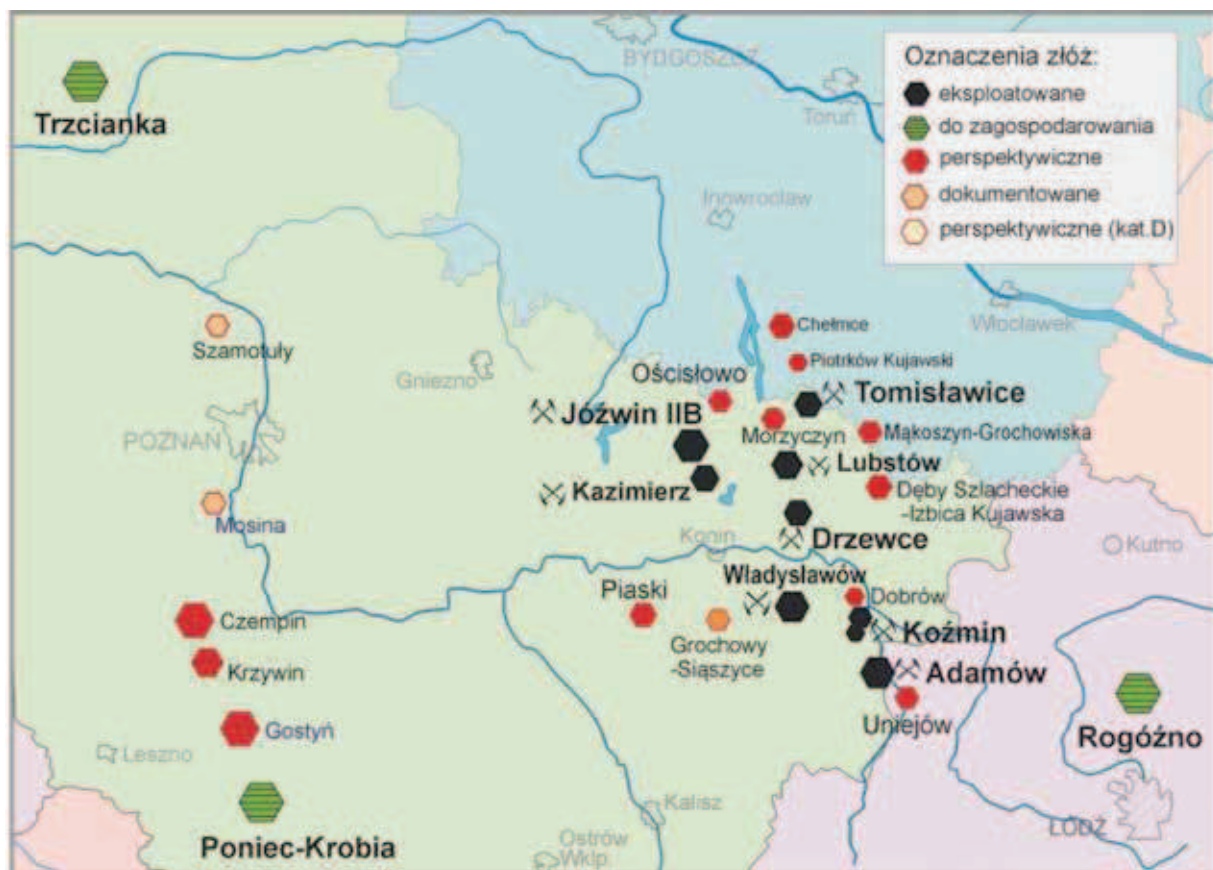 BYDGOSZCZ
Oznaczenia złóż:
eksploatowane
do zagospodarowania
perspektywiczne
dokumentowane
perspektywiczne (kat.D)
Trzcianka
Toruń
Inowrocław
Włocławek
Szamotuły
Gniezno
Chełmce
Piotrków Kujawski
Ościsłowo
Tomisławice
Jóźwin IIB
Morzyczyn
Mąkoszyn-Grochowiska
POZNAŃ
Lubstów
Kazimierz
Dęby Szlacheckie
-Izbica Kujawska
Mosina
Konin
Drzewce
Kutno
Władysławów
Piaski
Dobrów
Czempin
Koźmin
Grochowy
-Siąszyce
Krzywin
Adamów
Uniejów
Gostyń
Leszno
Rogóźno
Kalisz
ŁÓDŹ
Poniec-Krobia
Ostrów
Wklp.